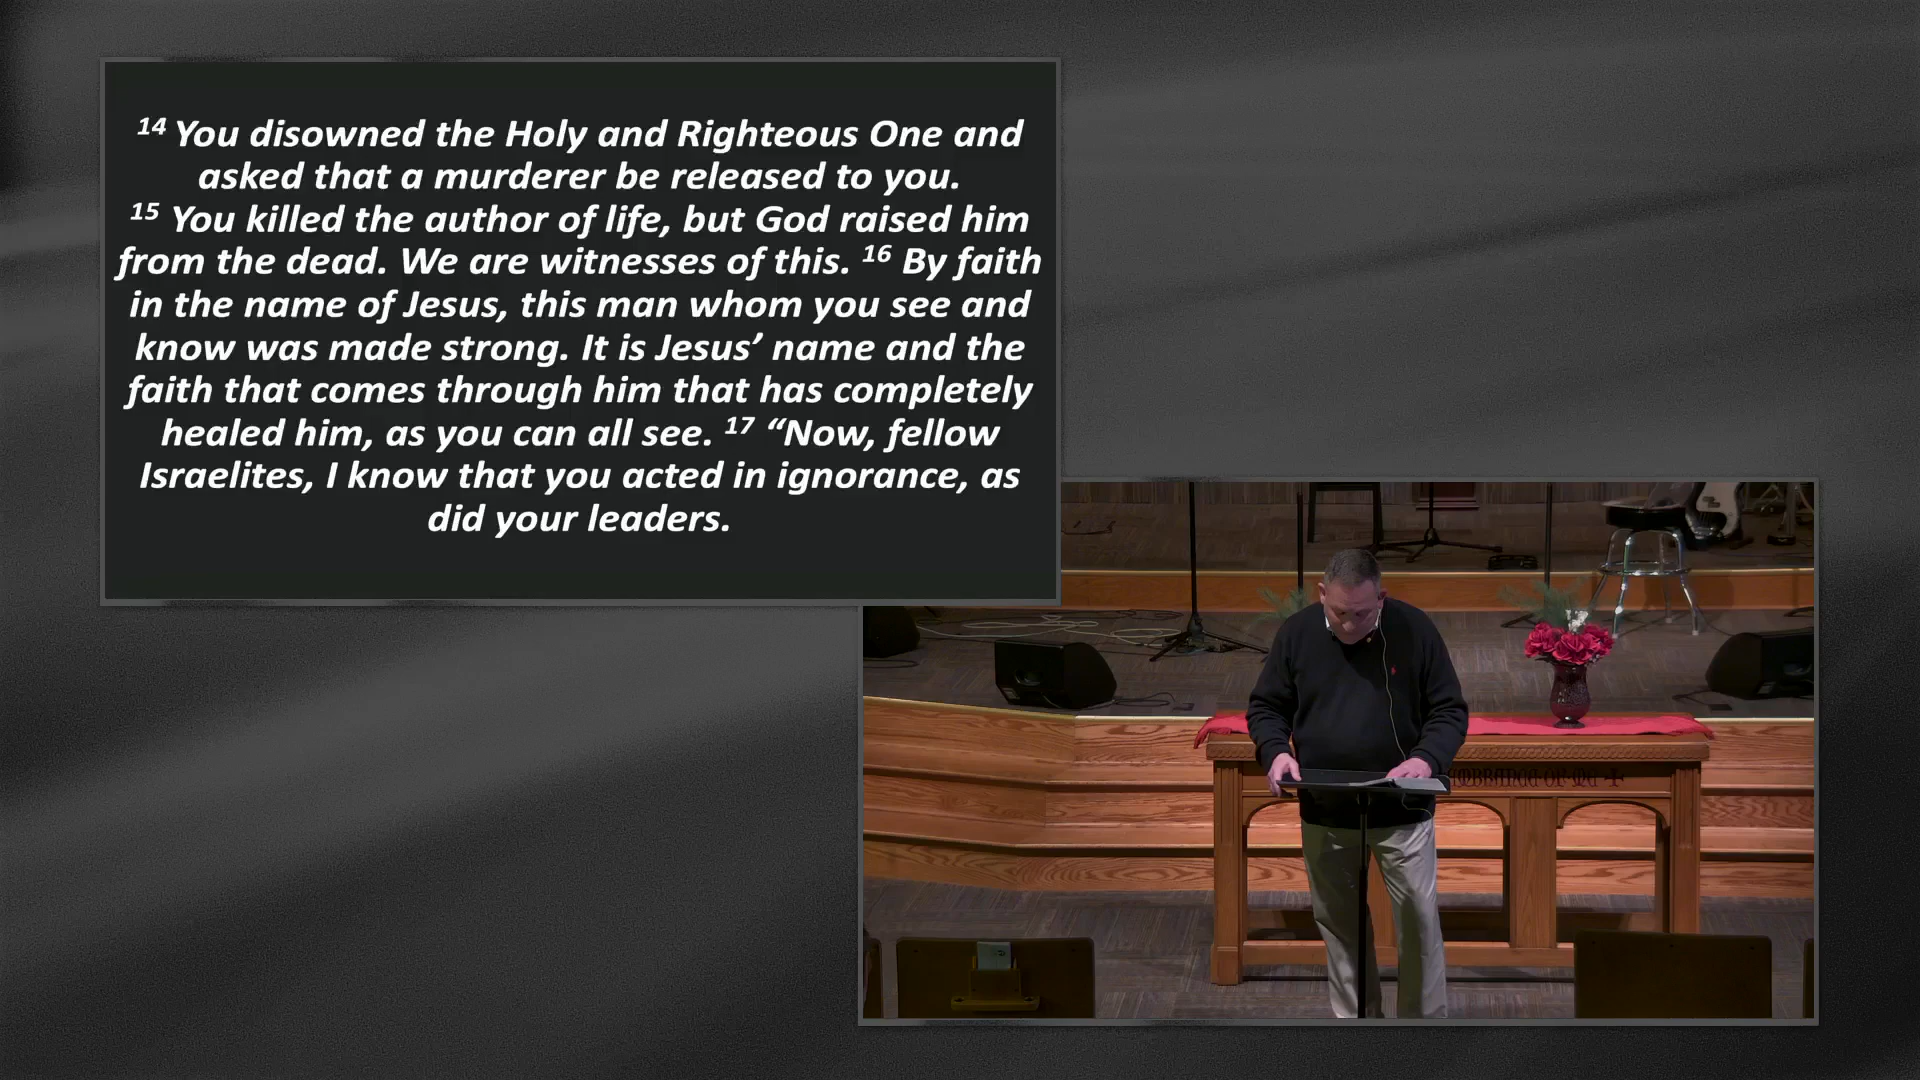 14 You disowned the Holy and Righteous One and
asked that a murderer be released to you.
15 You killed the author of life, but God raised him
from the dead. We are witnesses of this. 16 By faith
in the name of Jesus, this man whom you see and
know was made strong. It is Jesus’ name and the
faith that comes through him that has completely
healed him, as you can all see. 17 “Now, fellow
Israelites, I know that you acted in ignorance, as
did your leaders.
OF ME